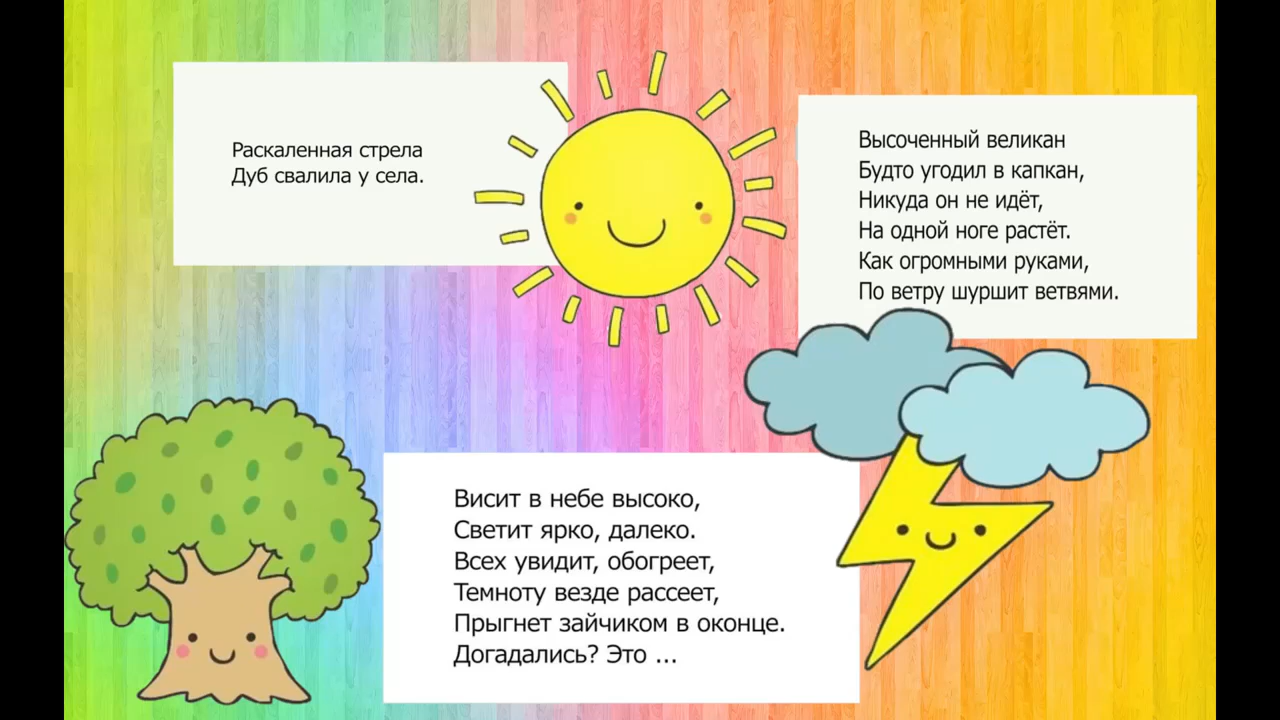 Раскаленная стрела
Дуб свалила у села.
Высоченный великан
Будто угодил в капкан,
Никуда он не идёт,
На одной ноге растёт.
Как огромными руками,
По ветру шуршит ветвями.
Висит в небе высоко,
Светит ярко, далеко.
Всех увидит, обогреет,
Темноту везде рассеет,
Прыгнет зайчиком в оконце.
Догадались? Это ...